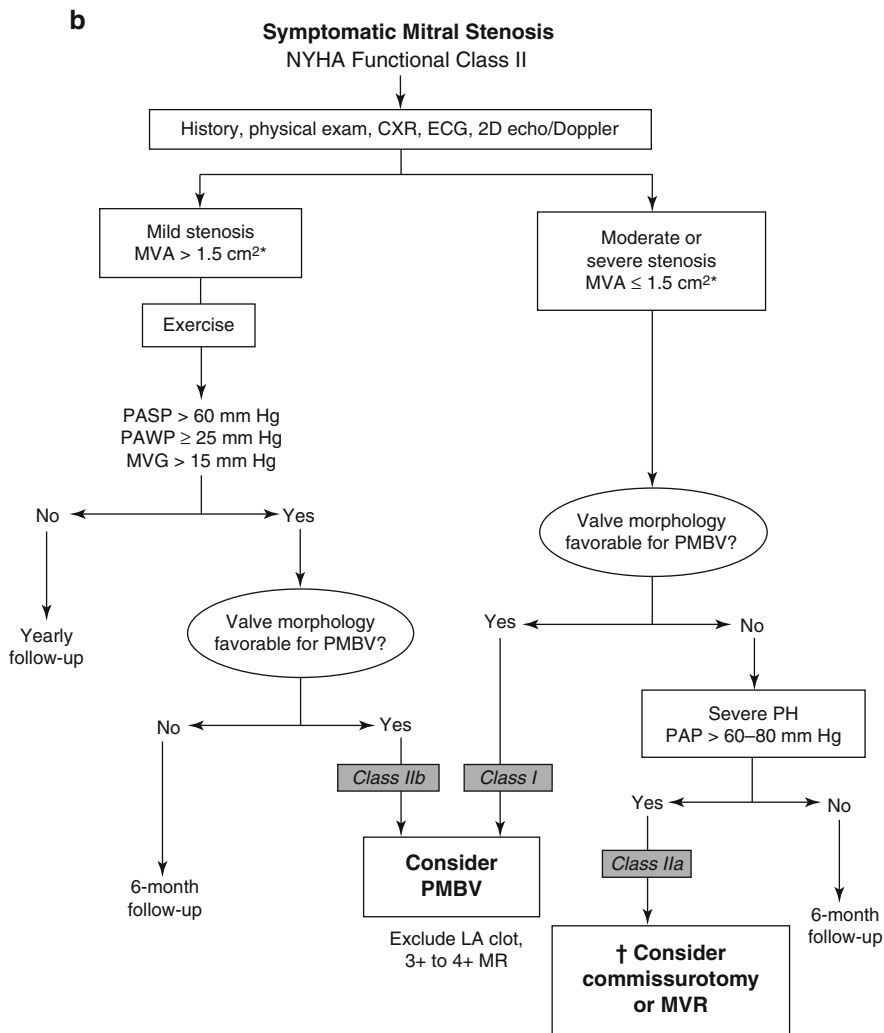 b
Symptomatic Mitral Stenosis
NYHA Functional Class II
History, physical exam, CXR, ECG, 2D echo/Doppler
Mild stenosis
MVA > 1.5 cm²*
Moderate or
severe stenosis
MVA ≤ 1.5 cm²*
Exercise
PASP > 60 mm Hg
PAWP ≥ 25 mm Hg
MVG > 15 mm Hg
No
Yes
Yearly
follow-up
Valve morphology
favorable for PMBV?
No
Yes
6-month
follow-up
Class IIb
Valve morphology
favorable for PMBV?
Yes
No
Class I
Consider
PMBV
Exclude LA clot,
3+ to 4+ MR
Severe PH
PAP > 60–80 mm Hg
Yes
No
Class IIa
† Consider
commissurotomy
or MVR
6-month
follow-up